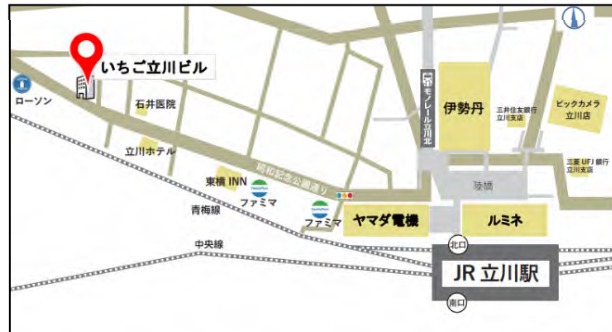 いちご立川ビル
ローソン
石井医院
立川ホテル
東横 INN
ファミマ
昭和記念公園通り
ファミマ
青梅線
中央線
モノレール立川北
伊勢丹
三井住友銀行
立川支店
ビックカメラ
立川店
三菱 UFJ 銀行
立川支店
陸橋
ヤマダ電機
ルミネ
北口
JR 立川駅
南口